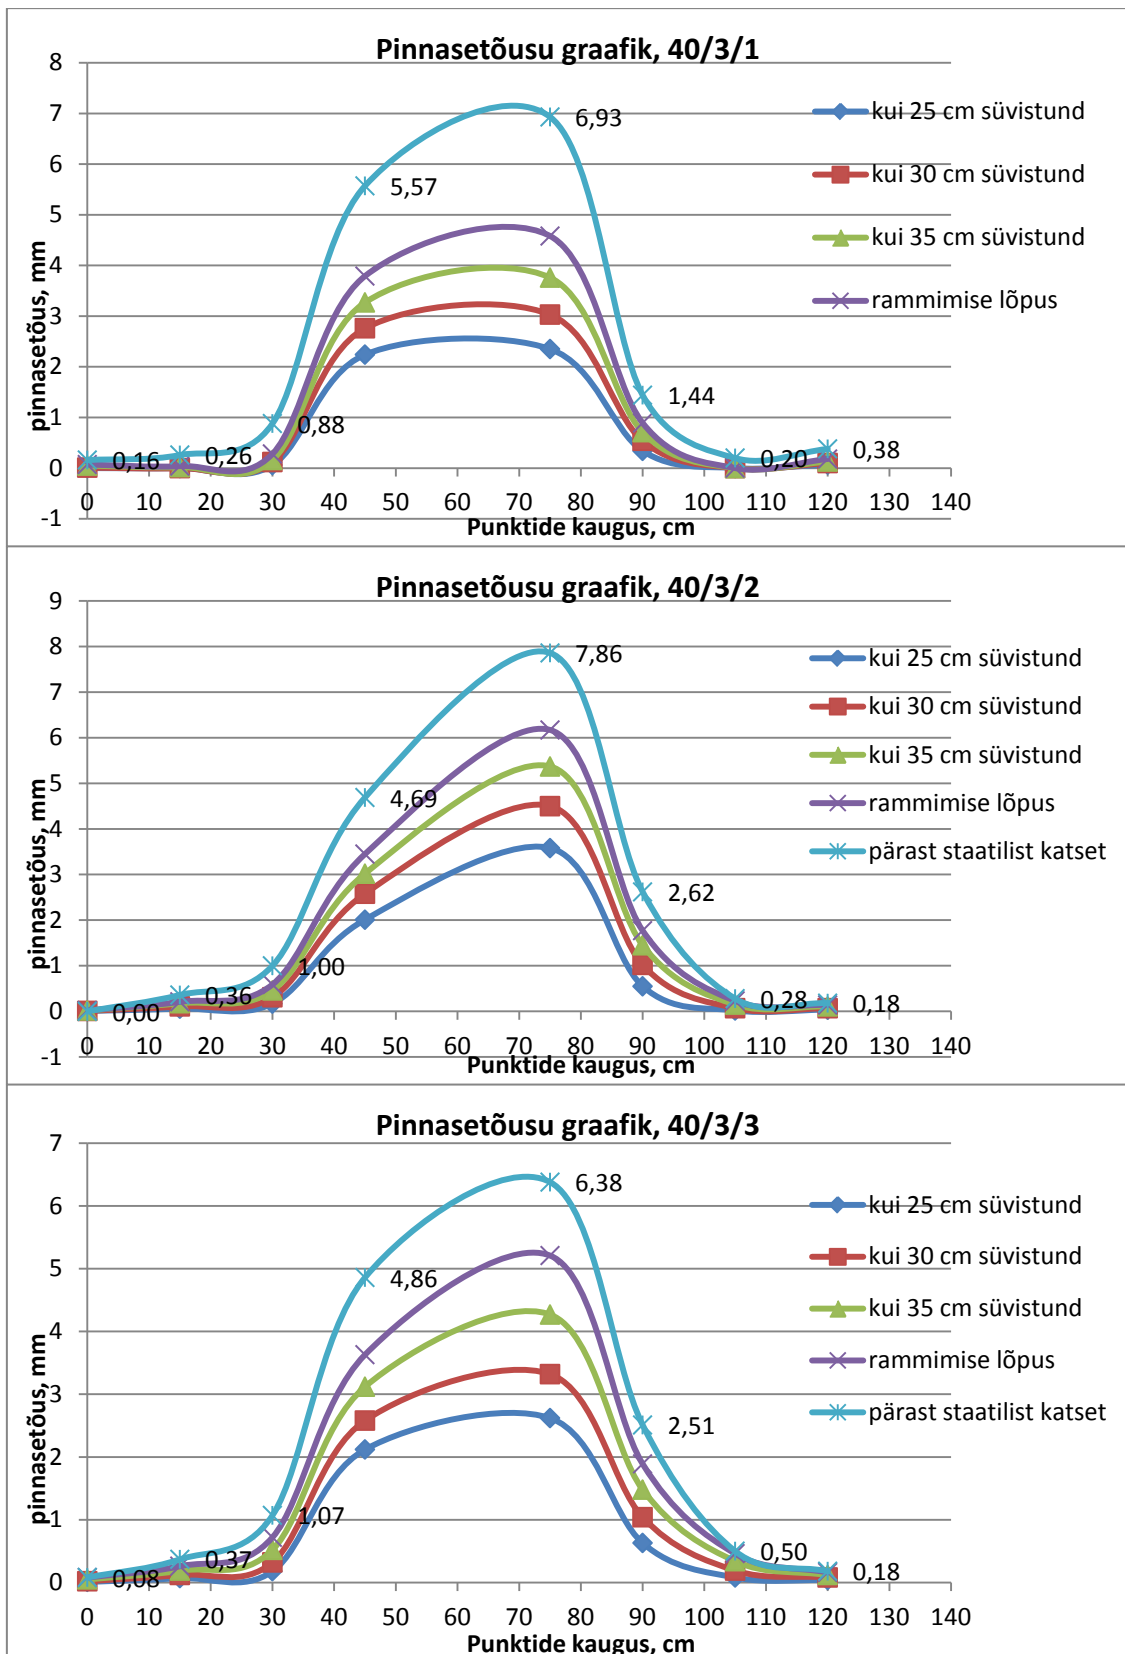 Pinnasetõusu graafik, 40/3/1
pinnasetõus, mm
8
7
6
5
4
3
2
1
0
-1
0 10 20 30 40 50 60 70 80 90 100 110 120 130 140
Punktide kaugus, cm
0,16
0,26
0,88
5,57
6,93
1,44
0,20
0,38
kui 25 cm süvistund
kui 30 cm süvistund
kui 35 cm süvistund
rammimise lõpus
Pinnasetõusu graafik, 40/3/2
pinnasetõus, mm
9
8
7
6
5
4
3
2
1
0
-1
0 10 20 30 40 50 60 70 80 90 100 110 120 130 140
Punktide kaugus, cm
0,00
0,36
1,00
4,69
7,86
2,62
0,28
0,18
kui 25 cm süvistund
kui 30 cm süvistund
kui 35 cm süvistund
rammimise lõpus
pärast staatilist katset
Pinnasetõusu graafik, 40/3/3
pinnasetõus, mm
7
6
5
4
3
2
1
0
0 10 20 30 40 50 60 70 80 90 100 110 120 130 140
Punktide kaugus, cm
0,08
0,37
1,07
4,86
6,38
2,51
0,50
0,18
kui 25 cm süvistund
kui 30 cm süvistund
kui 35 cm süvistund
rammimise lõpus
pärast staatilist katset